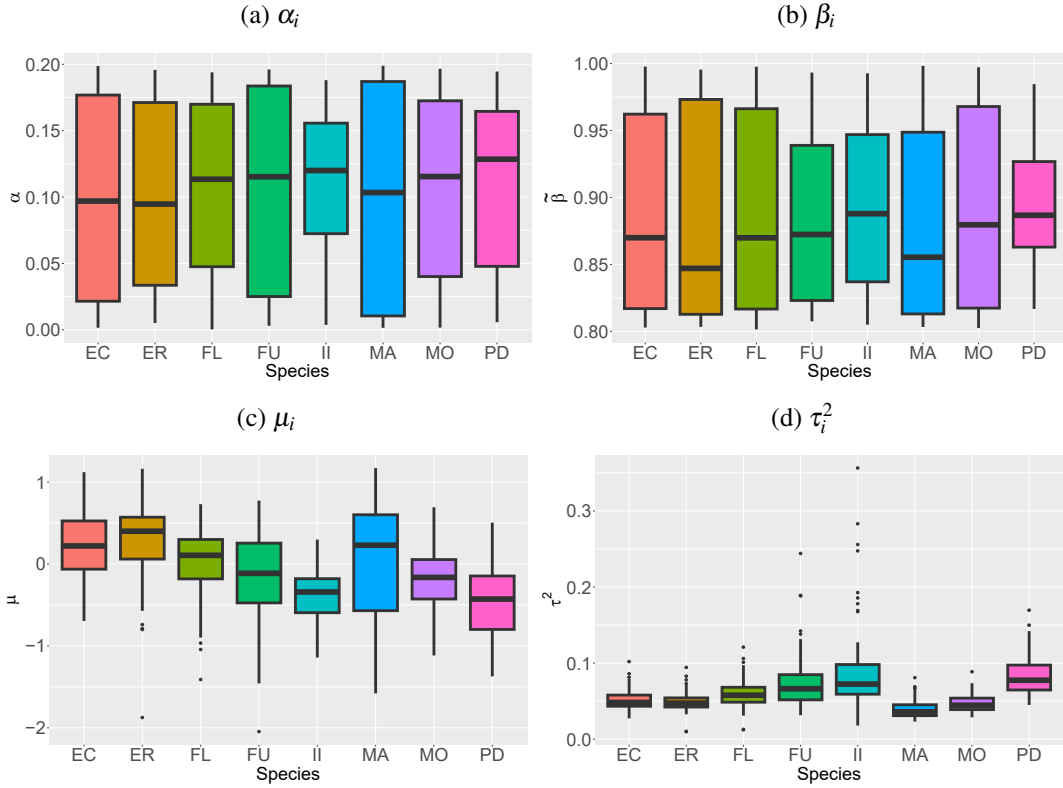 (a) αᵢ
(b) βᵢ
0.20
0.15
0.10
0.05
0.00
α
EC ER FL FU II MA MO PD
Species
1.00
0.95
0.90
0.85
0.80
β̃
EC ER FL FU II MA MO PD
Species
(c) μᵢ
(d) τᵢ²
1
0
−1
−2
μ
EC ER FL FU II MA MO PD
Species
0.3
0.2
0.1
0.0
τ²
EC ER FL FU II MA MO PD
Species